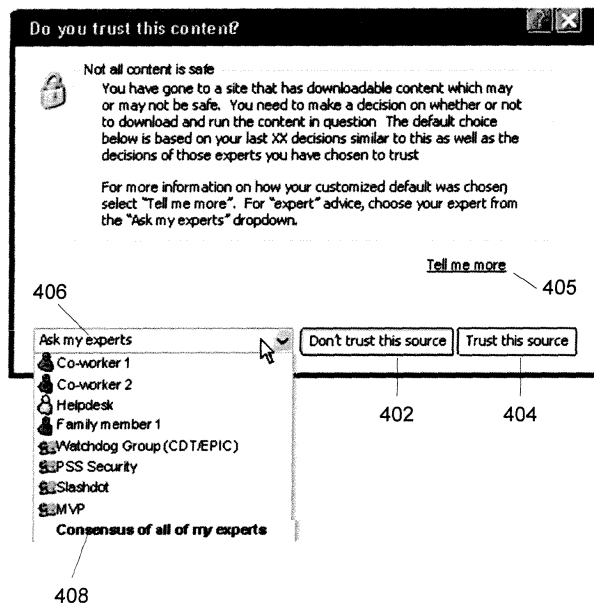 Do you trust this content?
?
Not all content is safe
You have gone to a site that has downloadable content which may
or may not be safe. You need to make a decision on whether or not
to download and run the content in question The default choice
below is based on your last XX decisions similar to this as well as the
decisions of those experts you have chosen to trust
For more information on how your customized default was chosen,
select "Tell me more". For "expert" advice, choose your expert from
the "Ask my experts" dropdown.
Tell me more
405
406
Ask my experts
Don't trust this source
Trust this source
402
404
Co-worker 1
Co-worker 2
Helpdesk
Family member 1
Watchdog Group (CDT/EPIC)
PSS Security
Slashdot
MVP
Consensus of all of my experts
408